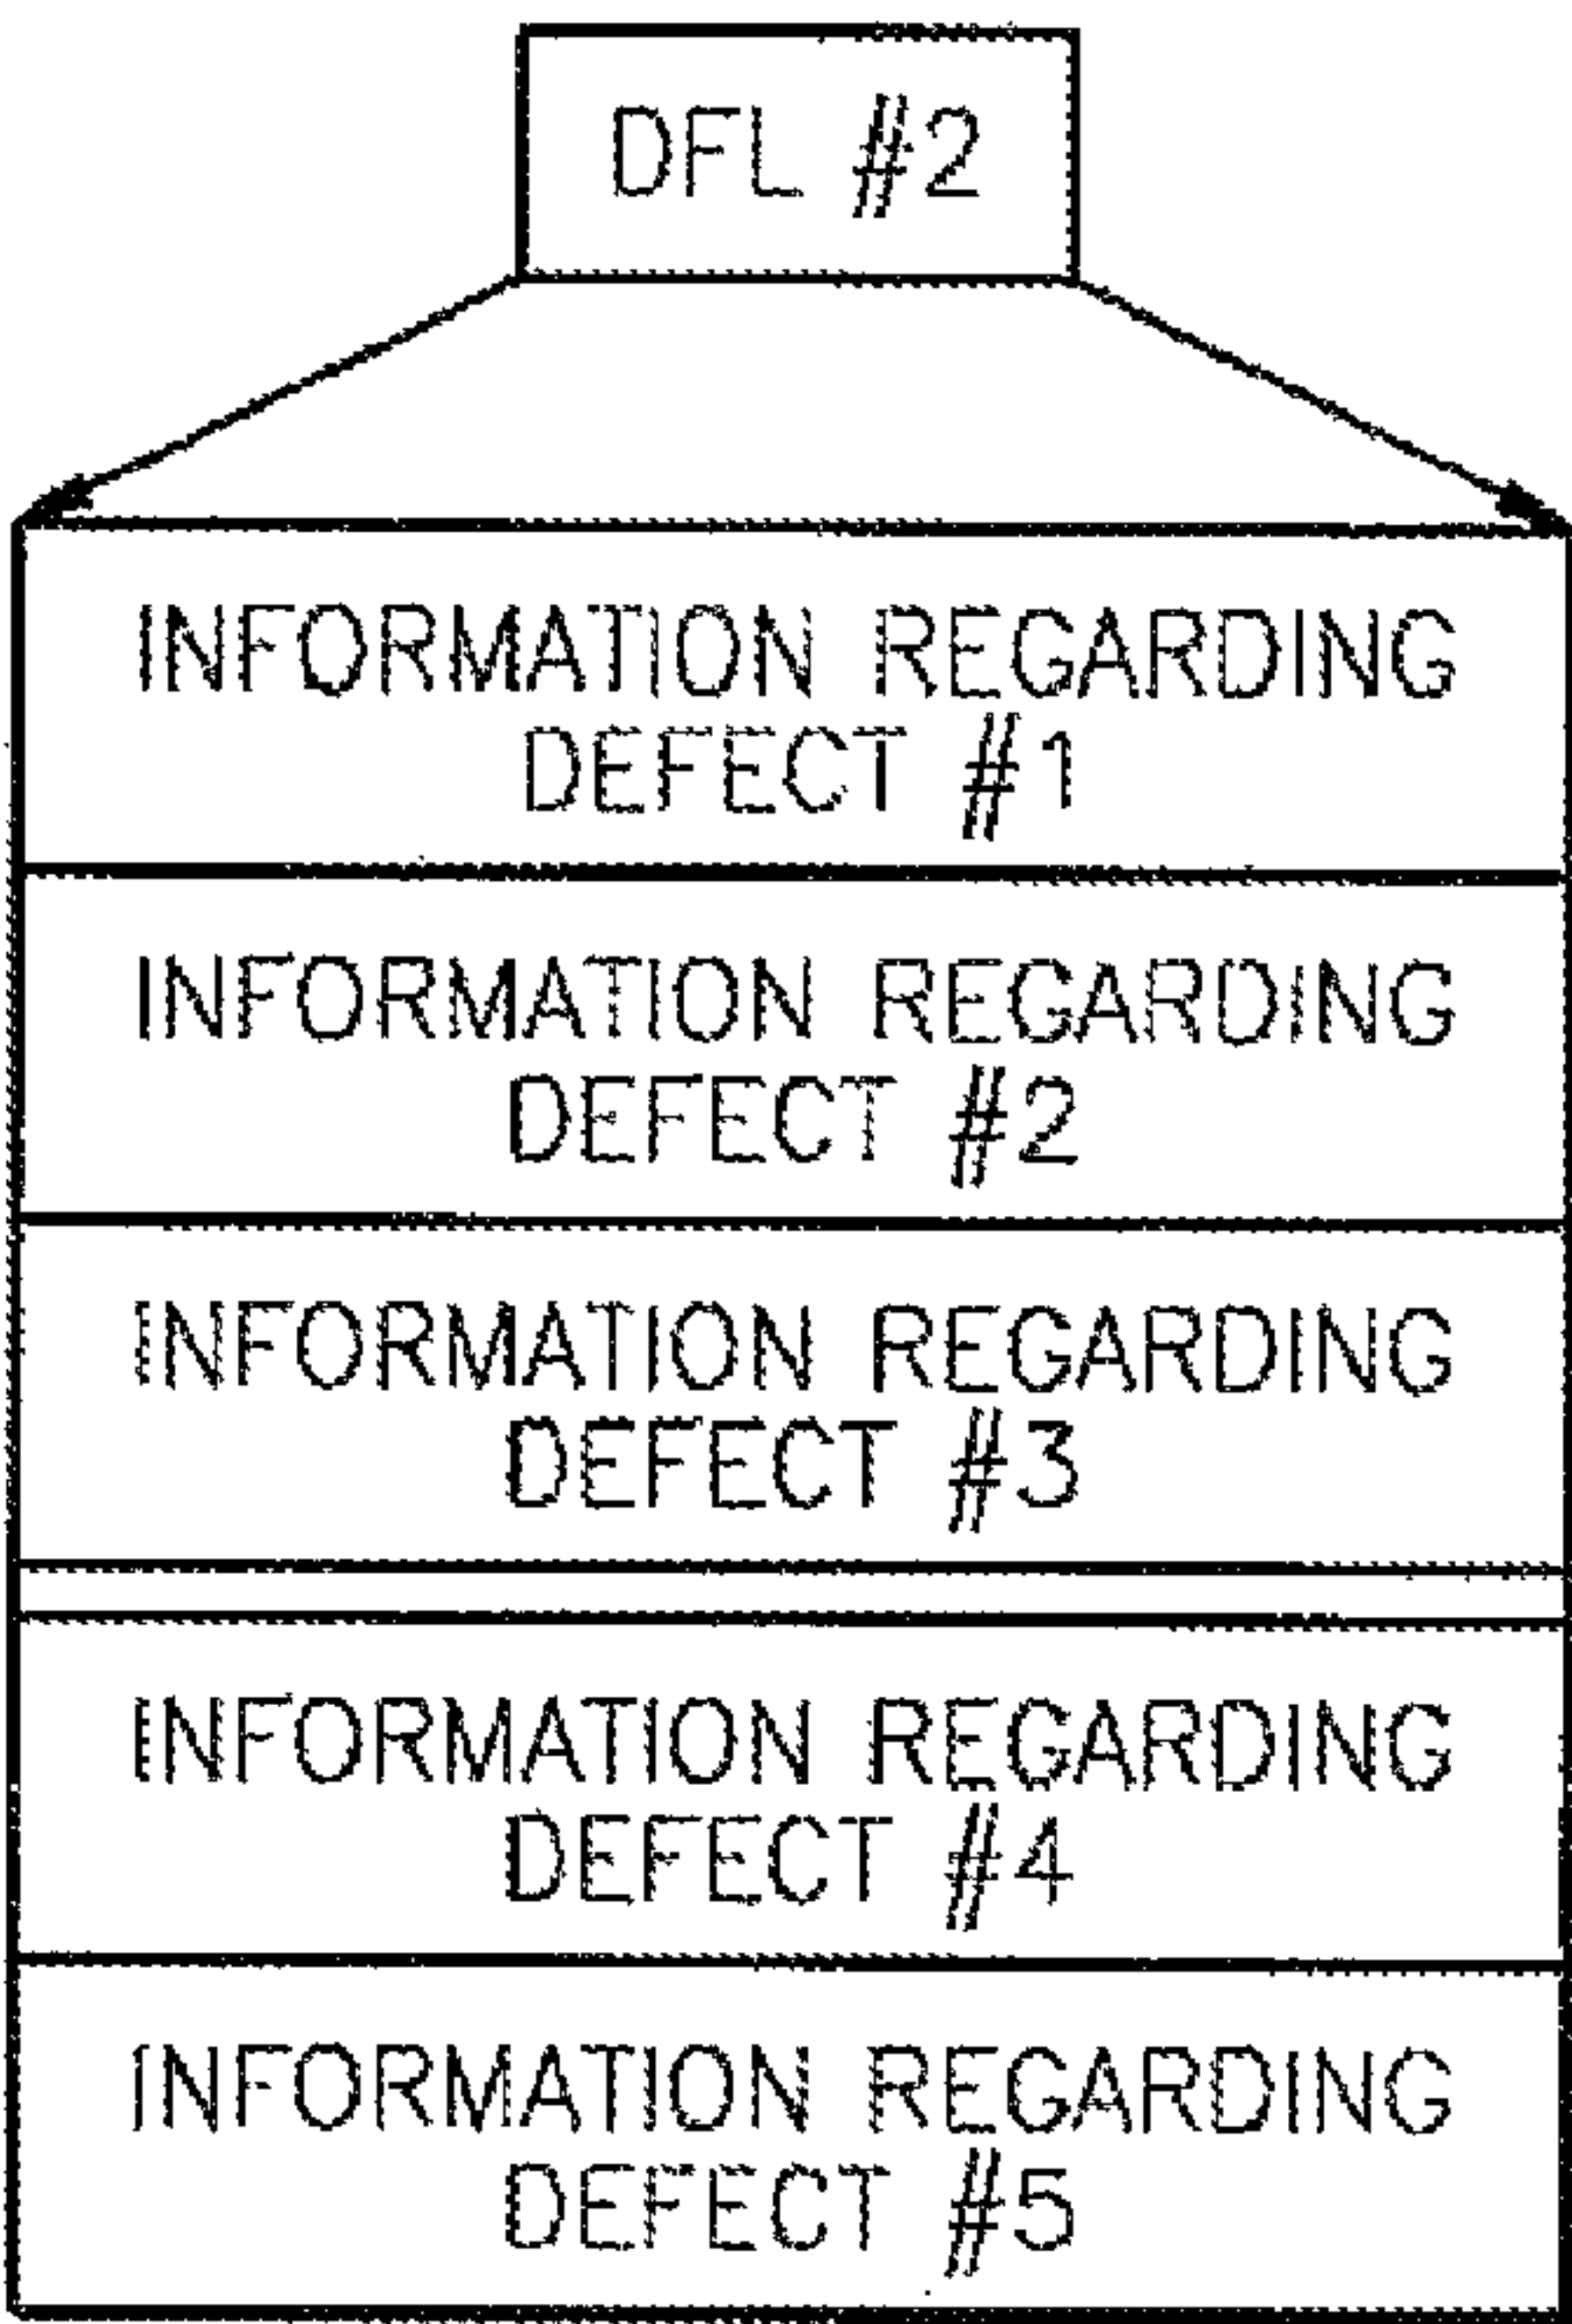 DFL #2
INFORMATION REGARDING
DEFECT #1
INFORMATION REGARDING
DEFECT #2
INFORMATION REGARDING
DEFECT #3
INFORMATION REGARDING
DEFECT #4
INFORMATION REGARDING
DEFECT #5